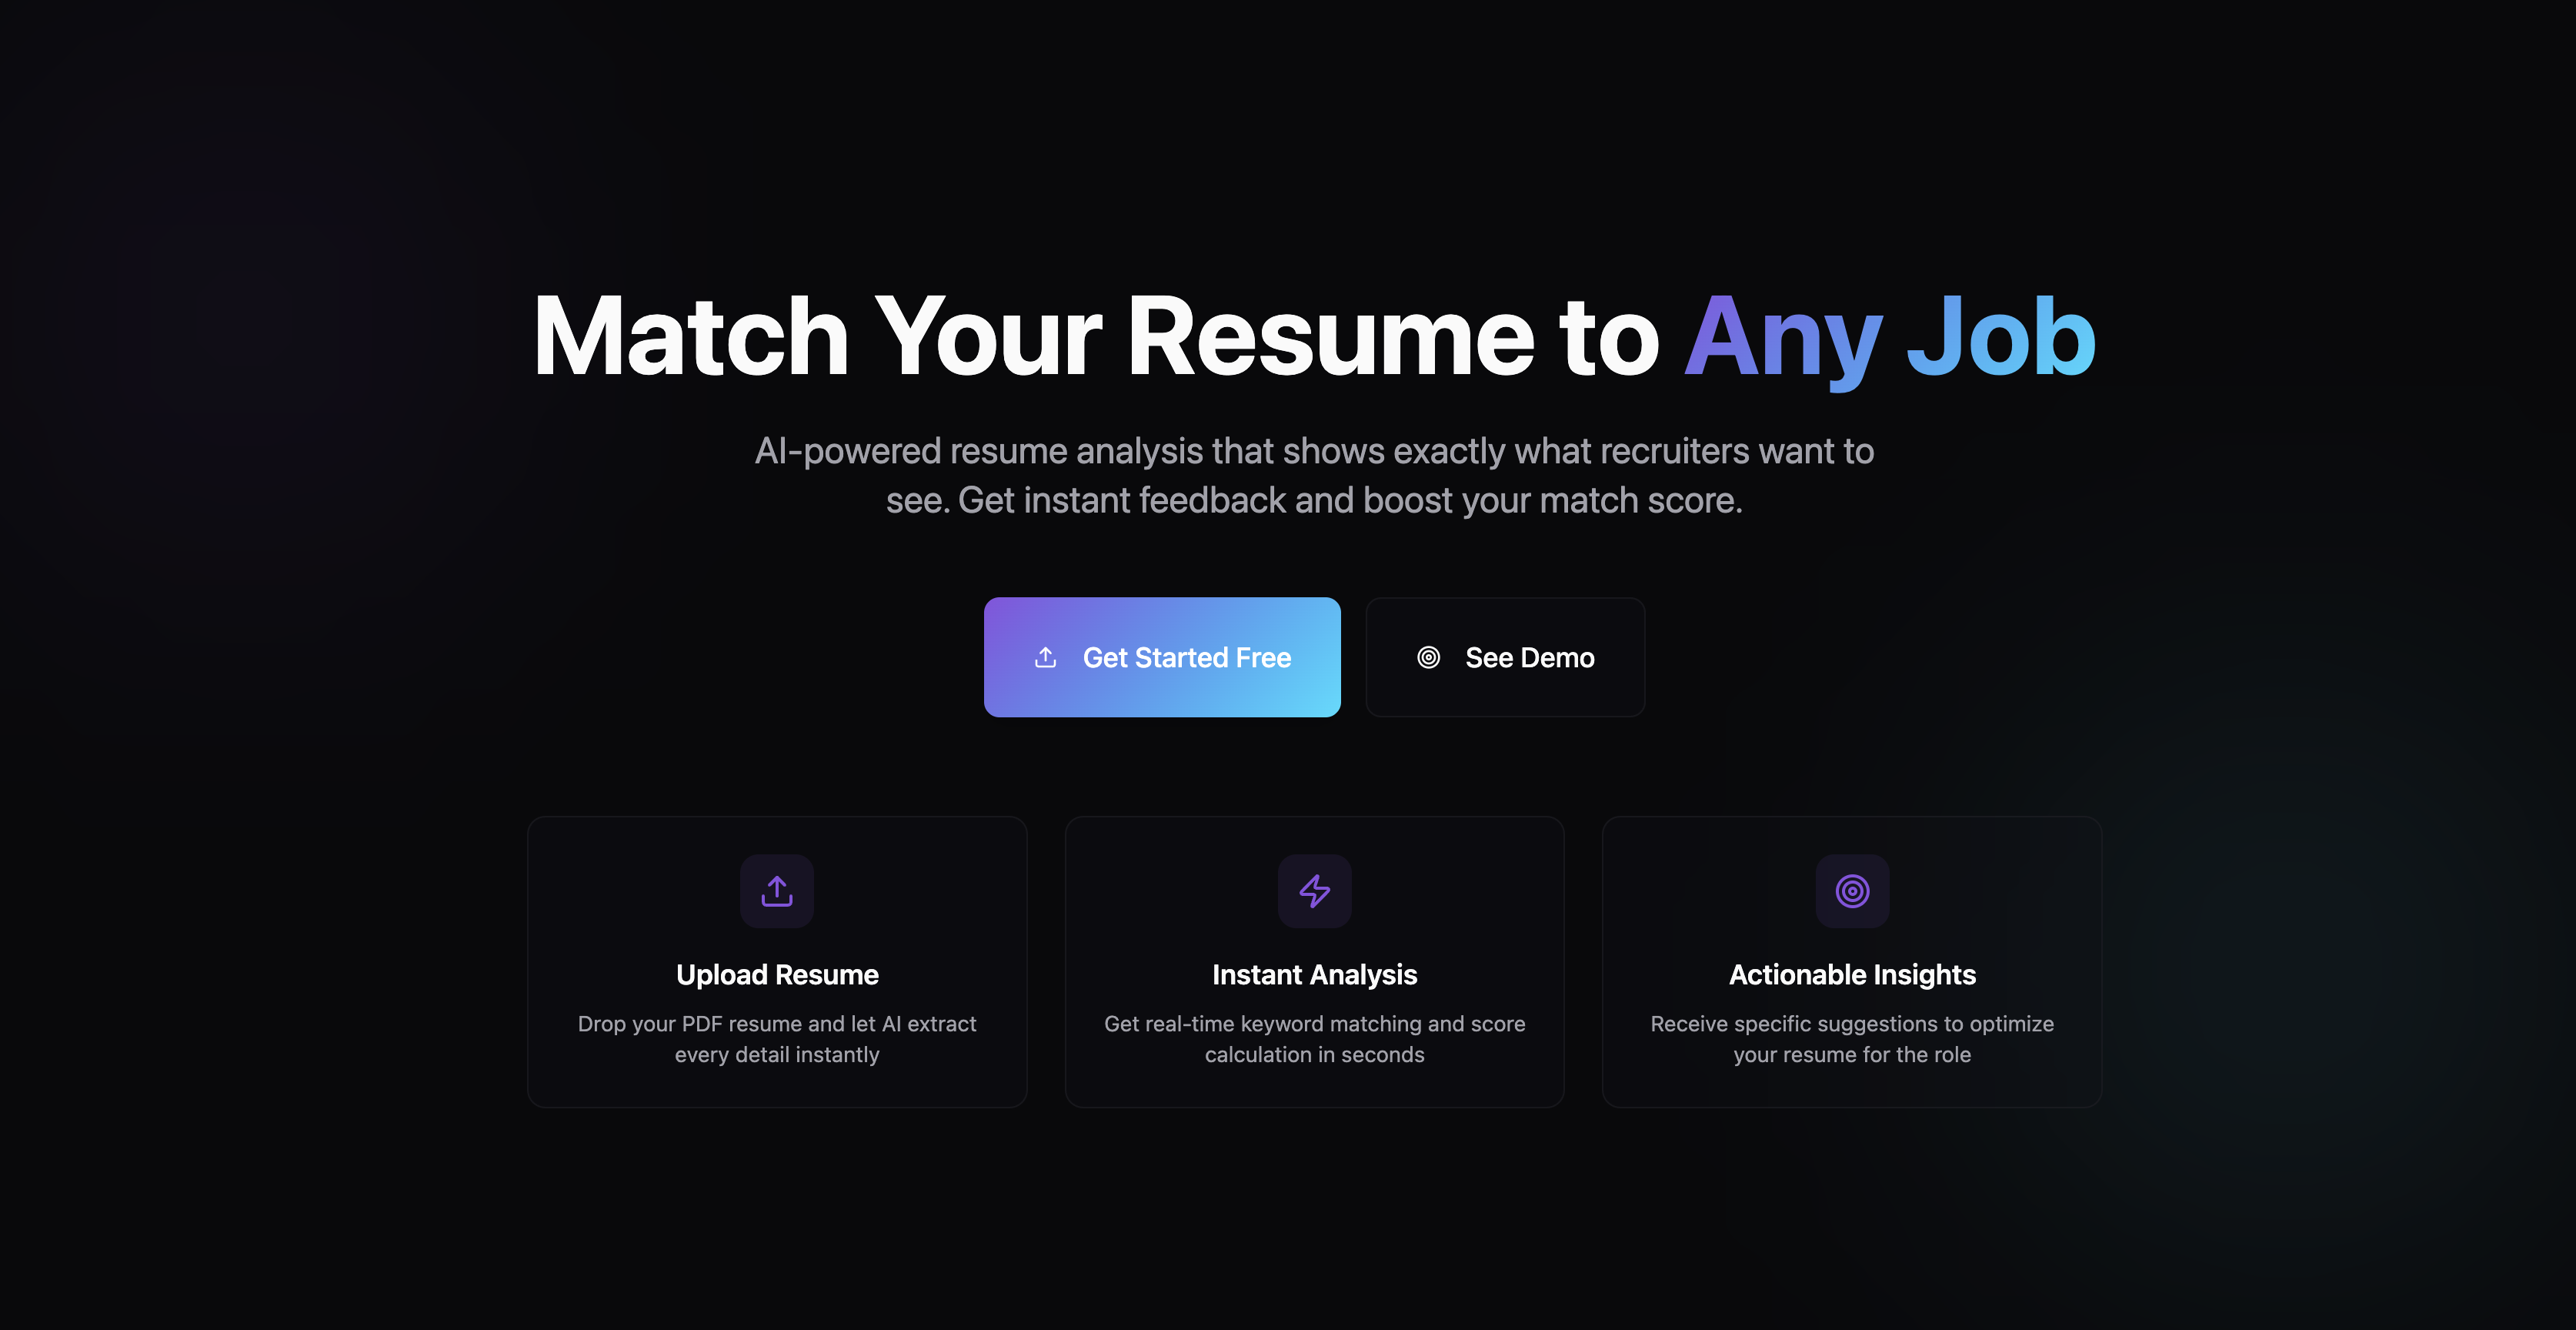 Match Your Resume to Any Job
AI-powered resume analysis that shows exactly what recruiters want to
see. Get instant feedback and boost your match score.
Get Started Free
See Demo
Upload Resume
Drop your PDF resume and let AI extract
every detail instantly
Instant Analysis
Get real-time keyword matching and score
calculation in seconds
Actionable Insights
Receive specific suggestions to optimize
your resume for the role